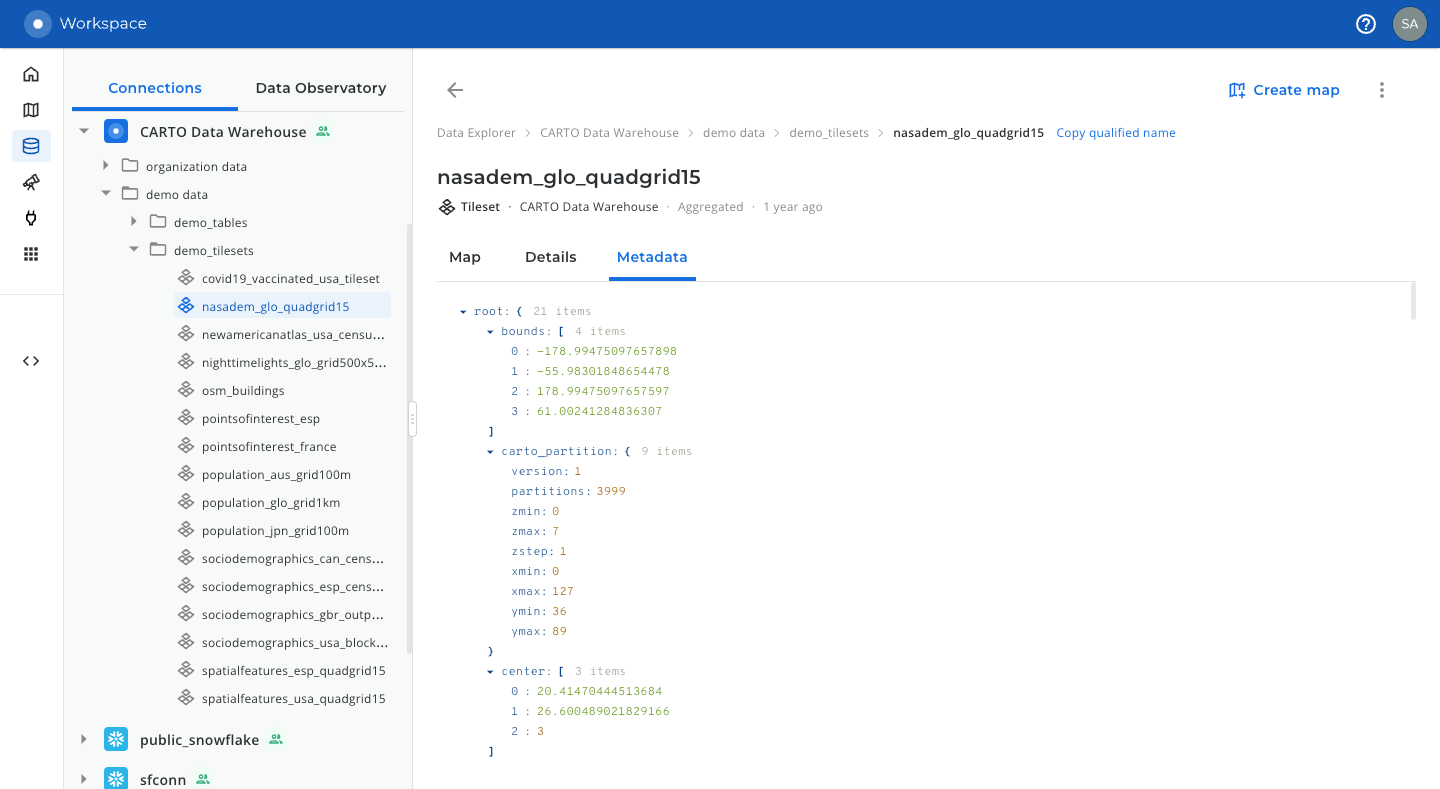 Workspace
SA
Connections
Data Observatory
CARTO Data Warehouse
organization data
demo data
demo_tables
demo_tilesets
covid19_vaccinated_usa_tileset
nasadem_glo_quadgrid15
newamericanatlas_usa_censu...
nighttimelights_glo_grid500x5...
osm_buildings
pointsofinterest_esp
pointsofinterest_france
population_aus_grid100m
population_glo_grid1km
population_jpn_grid100m
sociodemographics_can_cens...
sociodemographics_esp_cens...
sociodemographics_gbr_outp...
sociodemographics_usa_block...
spatialfeatures_esp_quadgrid15
spatialfeatures_usa_quadgrid15
public_snowflake
sfconn
Create map
Data Explorer > CARTO Data Warehouse > demo data > demo_tilesets > nasadem_glo_quadgrid15 Copy qualified name
nasadem_glo_quadgrid15
Tileset · CARTO Data Warehouse · Aggregated · 1 year ago
Map Details Metadata
root: { 21 items
bounds: [ 4 items
0 : -178.99475097657898
1 : -55.98301848654478
2 : 178.99475097657597
3 : 61.00241284836307
]
carto_partition: { 9 items
version: 1
partitions: 3999
zmin: 0
zmax: 7
zstep: 1
xmin: 0
xmax: 127
ymin: 36
ymax: 89
}
center: [ 3 items
0 : 20.41470444513684
1 : 26.600489021829166
2 : 3
]